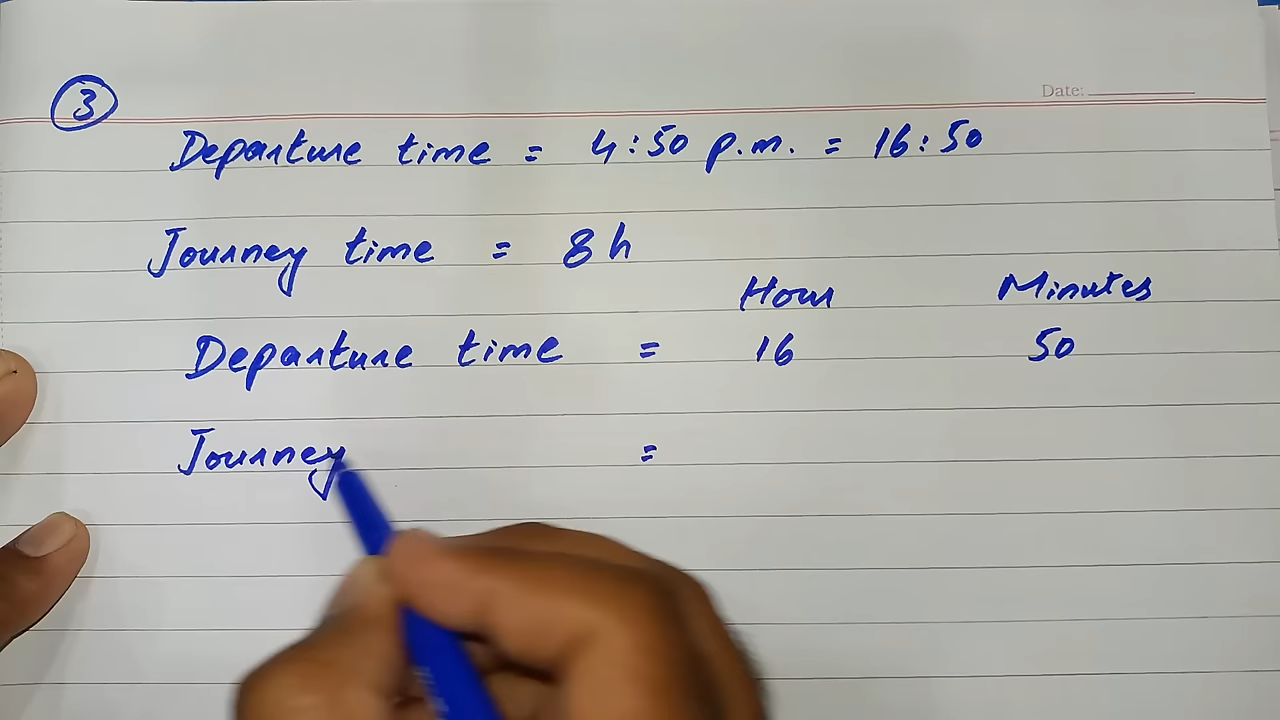 3
Date:
Departure time = 4:50 p.m. = 16:50
Journey time = 8 h
Hour Minutes
Departure time = 16 50
Journey =